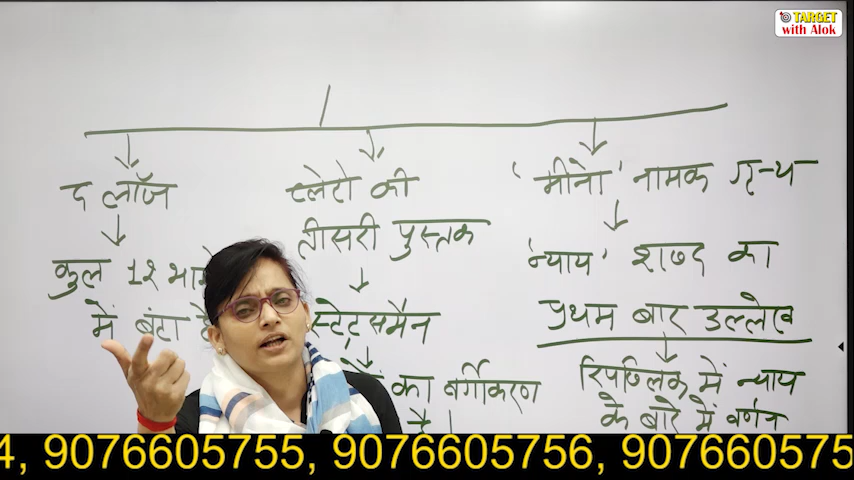 TARGET
with Alok
द लॉज
कुल 12 भागो
में बंटा है
प्लेटो की
तीसरी पुस्तक
स्टेट्समैन
का वर्गीकरण
है।
'मीनो' नामक ग्रन्थ
'न्याय' शब्द का
प्रथम बार उल्लेख
रिपब्लिक में न्याय
के बारे में वर्णन
4, 9076605755, 9076605756, 907660575